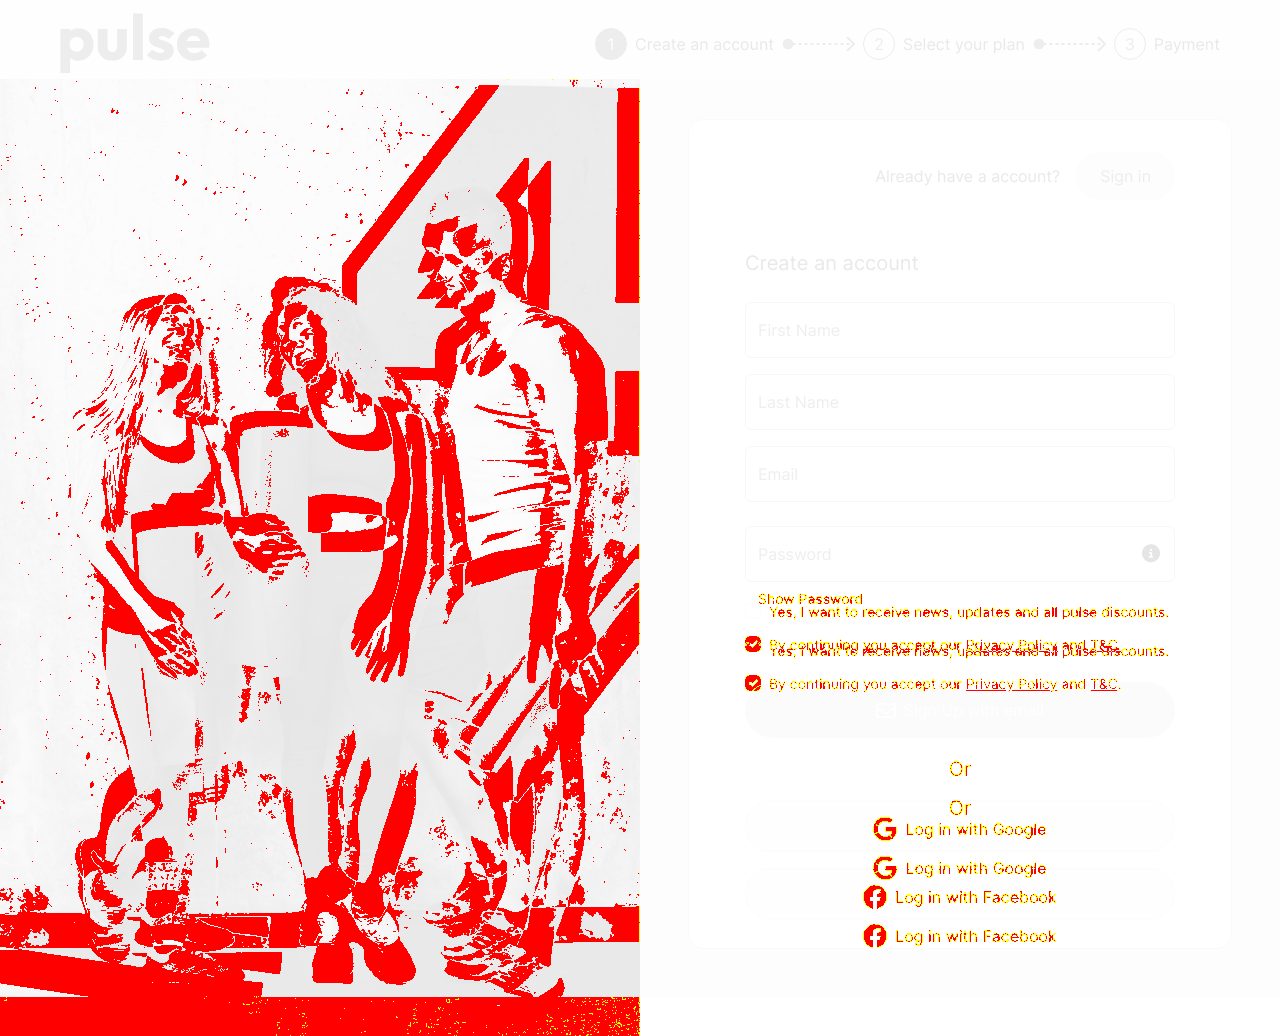 pulse
1 Create an account 2 Select your plan 3 Payment
Already have a account? Sign in
Create an account
First Name
Last Name
Email
Password
Show Password
Yes, I want to receive news, updates and all pulse discounts.
By continuing you accept our Privacy Policy and T&C.
Yes, I want to receive news, updates and all pulse discounts.
By continuing you accept our Privacy Policy and T&C.
Or
Or
Log in with Google
Log in with Google
Log in with Facebook
Log in with Facebook